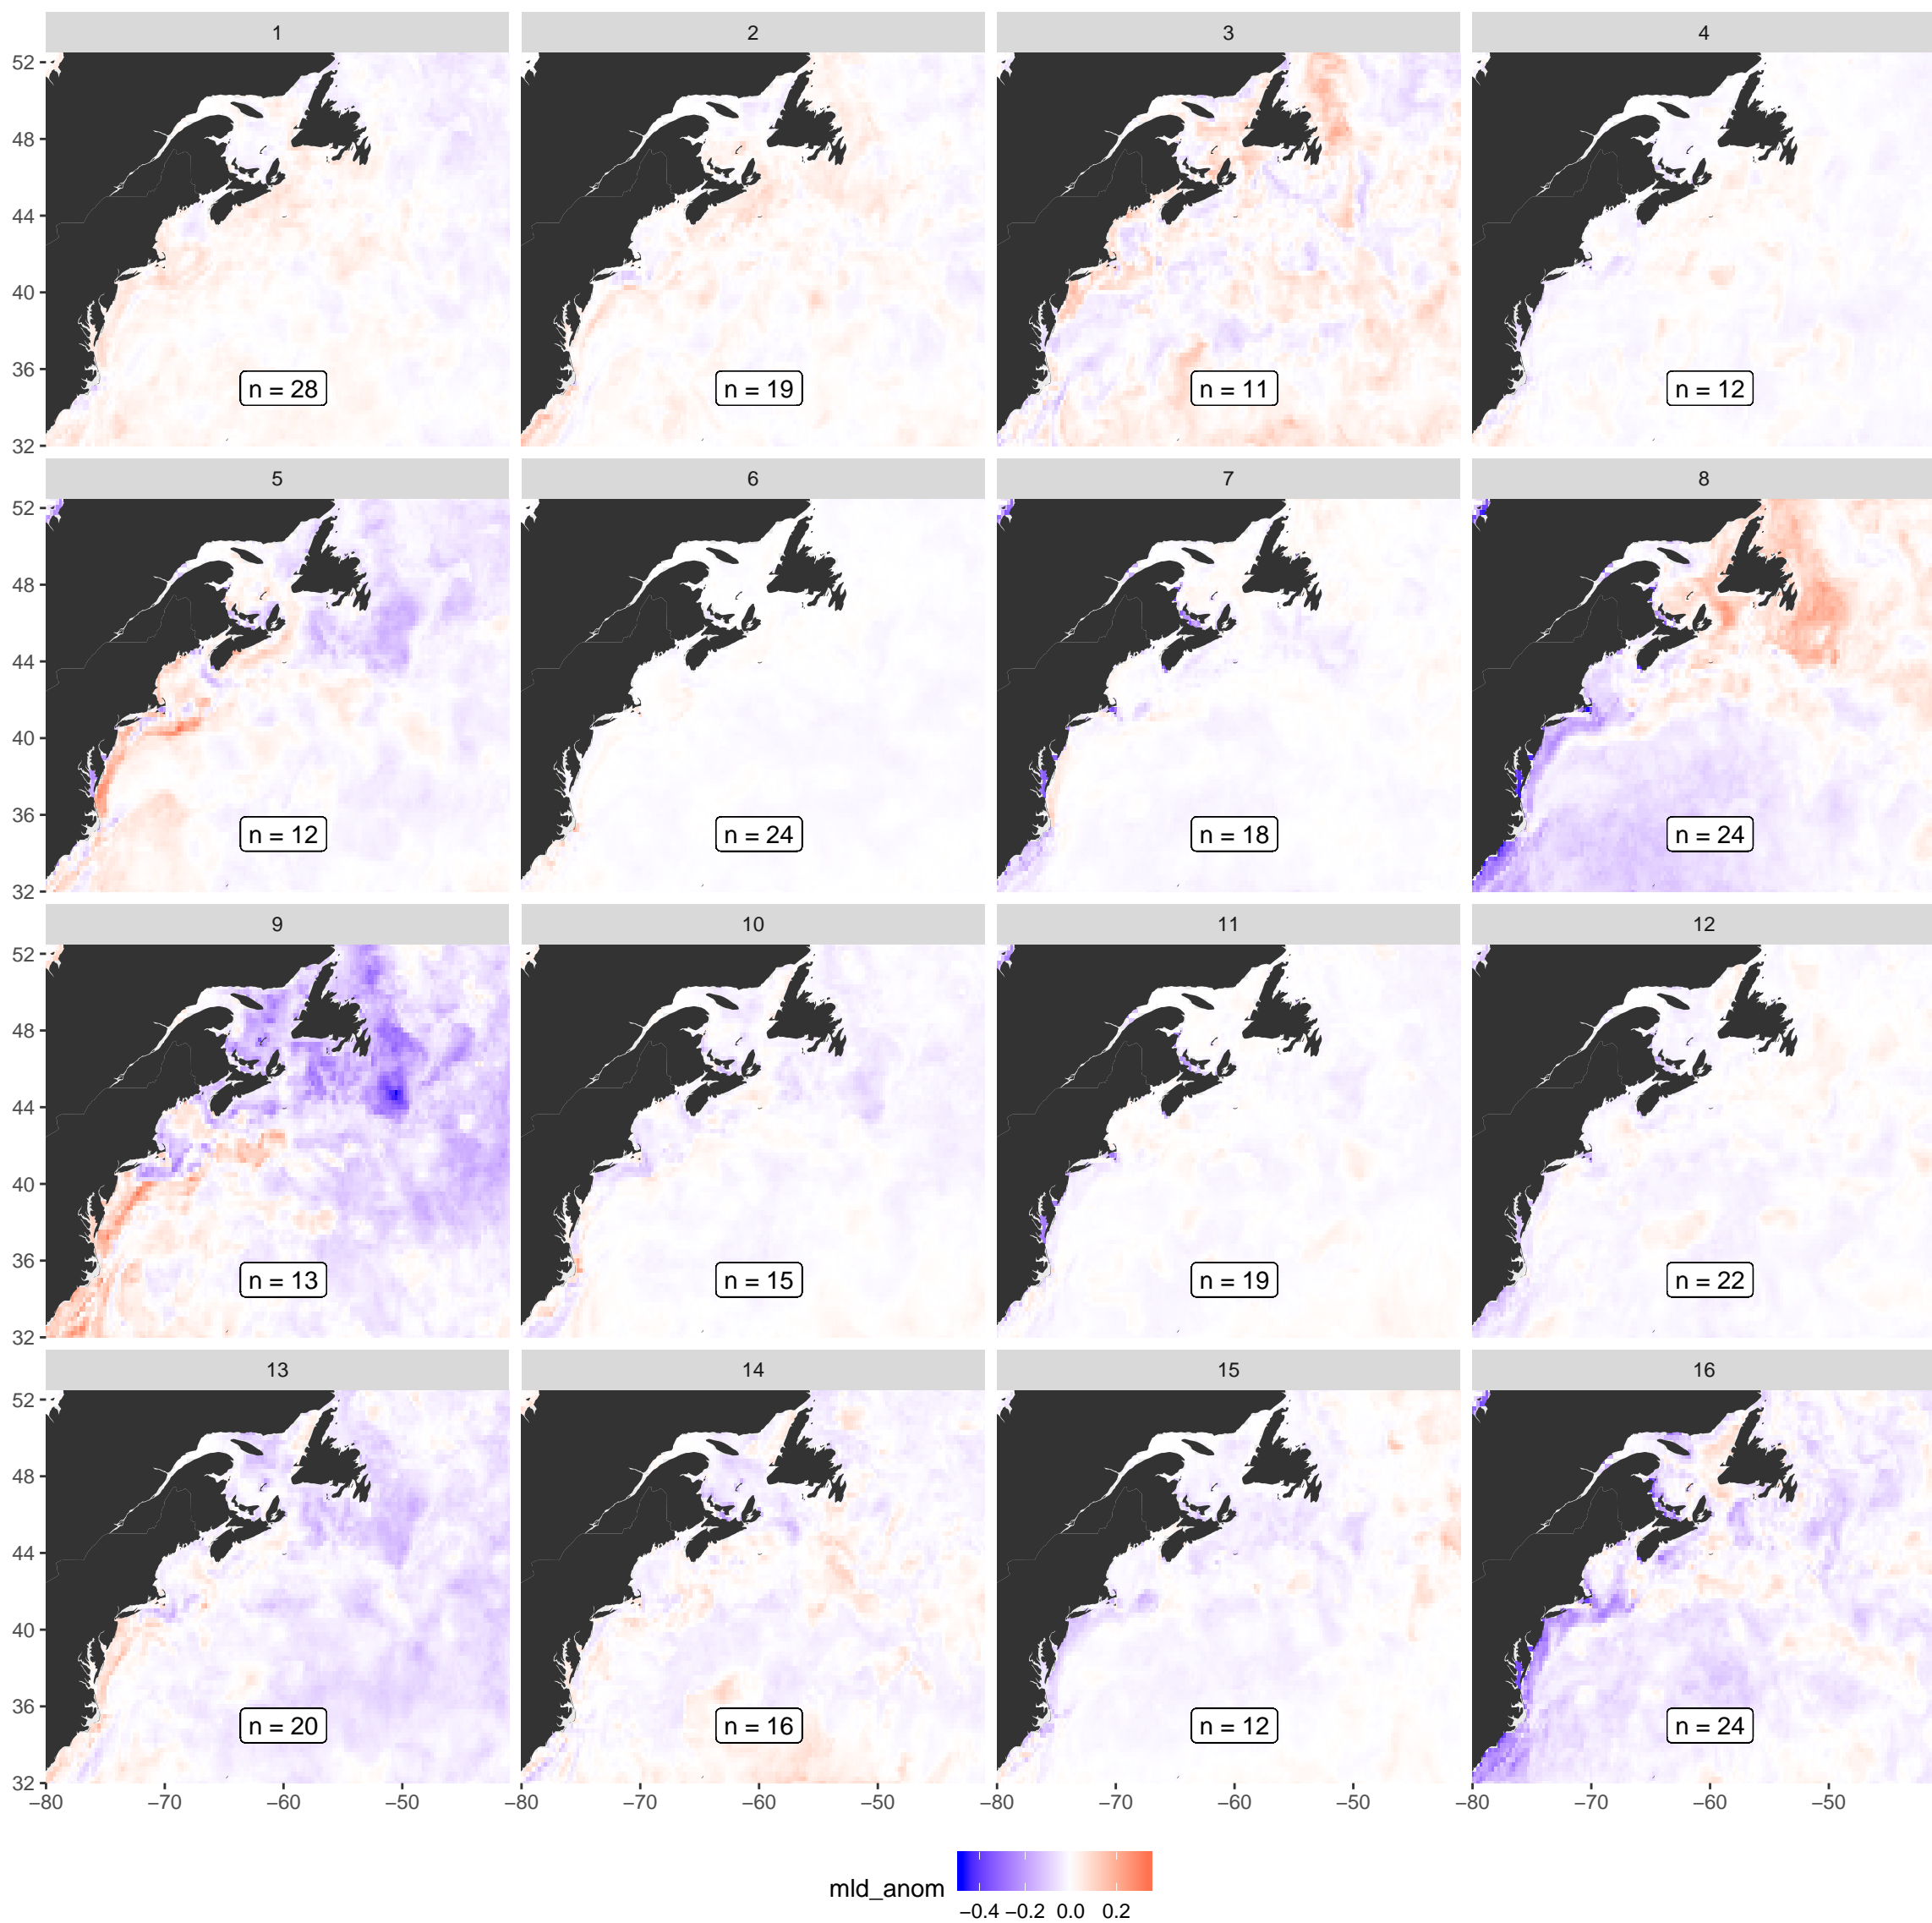 1 2 3 4
52
48
44
40
36
32
n = 28 n = 19 n = 11 n = 12
5 6 7 8
52
48
44
40
36
32
n = 12 n = 24 n = 18 n = 24
9 10 11 12
52
48
44
40
36
32
n = 13 n = 15 n = 19 n = 22
13 14 15 16
52
48
44
40
36
32
n = 20 n = 16 n = 12 n = 24
−80 −70 −60 −50 −80 −70 −60 −50 −80 −70 −60 −50 −80 −70 −60 −50
mld_anom
−0.4 −0.2 0.0 0.2